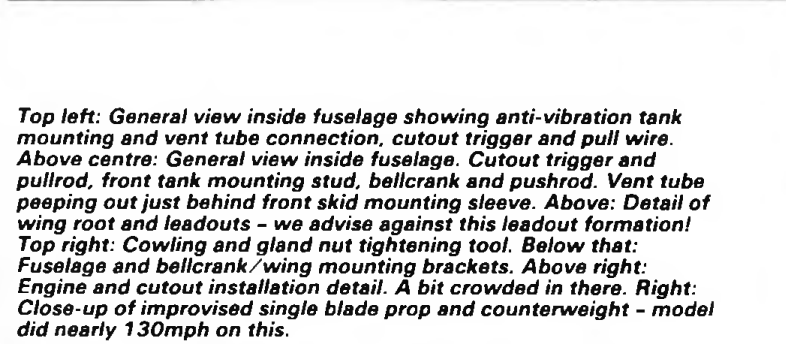 Top left: General view inside fuselage showing anti-vibration tank
mounting and vent tube connection, cutout trigger and pull wire.
Above centre: General view inside fuselage. Cutout trigger and
pullrod, front tank mounting stud, bellcrank and pushrod. Vent tube
peeping out just behind front skid mounting sleeve. Above: Detail of
wing root and leadouts – we advise against this leadout formation!
Top right: Cowling and gland nut tightening tool. Below that:
Fuselage and bellcrank/wing mounting brackets. Above right:
Engine and cutout installation detail. A bit crowded in there. Right:
Close-up of improvised single blade prop and counterweight – model
did nearly 130mph on this.